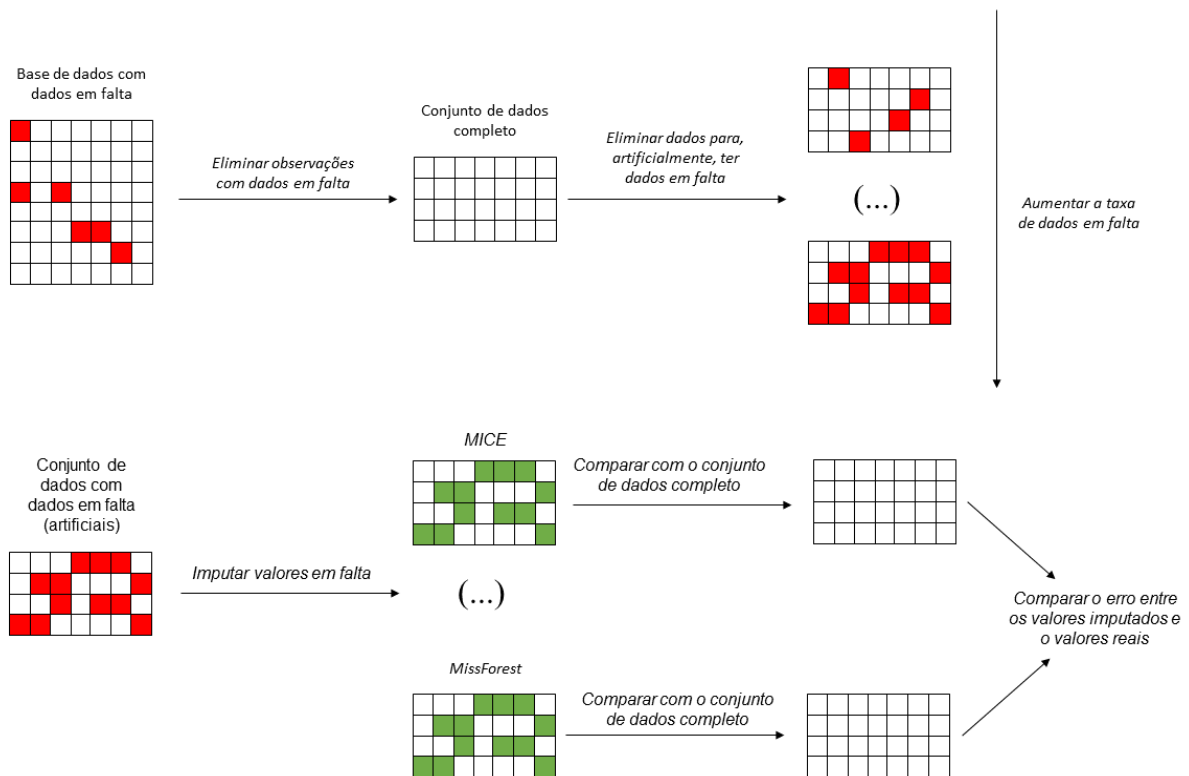 Base de dados com
dados em falta
Eliminar observações
com dados em falta
Conjunto de dados
completo
Eliminar dados para,
artificialmente, ter
dados em falta
(...)
Aumentar a taxa
de dados em falta
Conjunto de
dados com
dados em falta
(artificiais)
Imputar valores em falta
MICE
(...)
MissForest
Comparar com o conjunto
de dados completo
Comparar com o conjunto
de dados completo
Comparar o erro entre
os valores imputados e
o valores reais